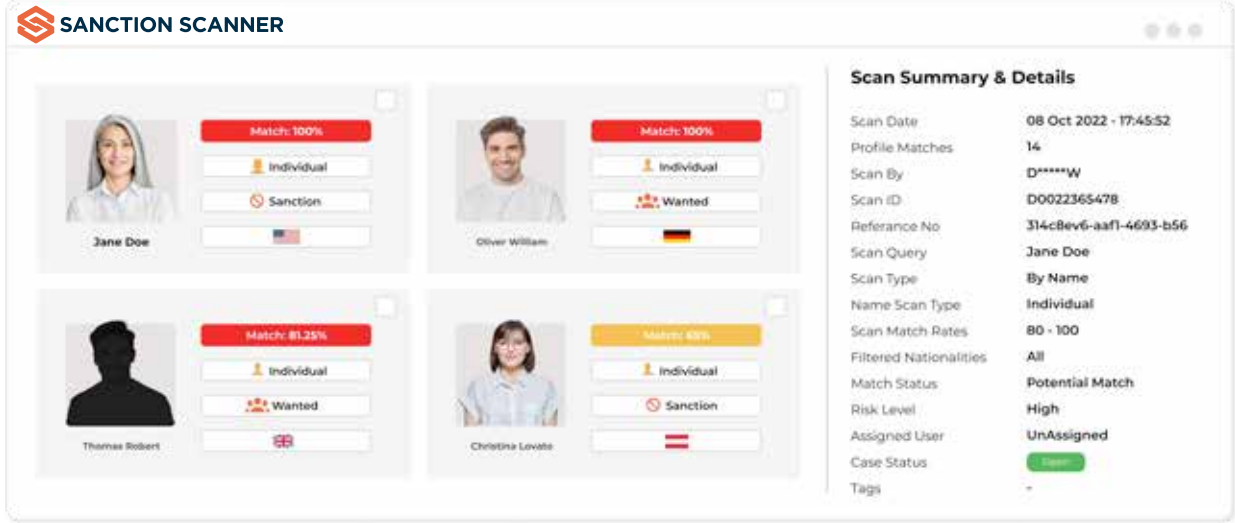 SANCTION SCANNER
Match: 100%
Individual
Sanction
Jane Doe
Match: 100%
Individual
Wanted
Oliver William
Match: 81.25%
Individual
Wanted
Thomas Robert
Match: 65%
Individual
Sanction
Christina Lovato
Scan Summary & Details
Scan Date 08 Oct 2022 - 17:45:52
Profile Matches 14
Scan By D*****W
Scan ID D0022365478
Referance No 314c8ev6-aaf1-4693-b56
Scan Query Jane Doe
Scan Type By Name
Name Scan Type Individual
Scan Match Rates 80 - 100
Filtered Nationalities All
Match Status Potential Match
Risk Level High
Assigned User UnAssigned
Case Status Open
Tags -